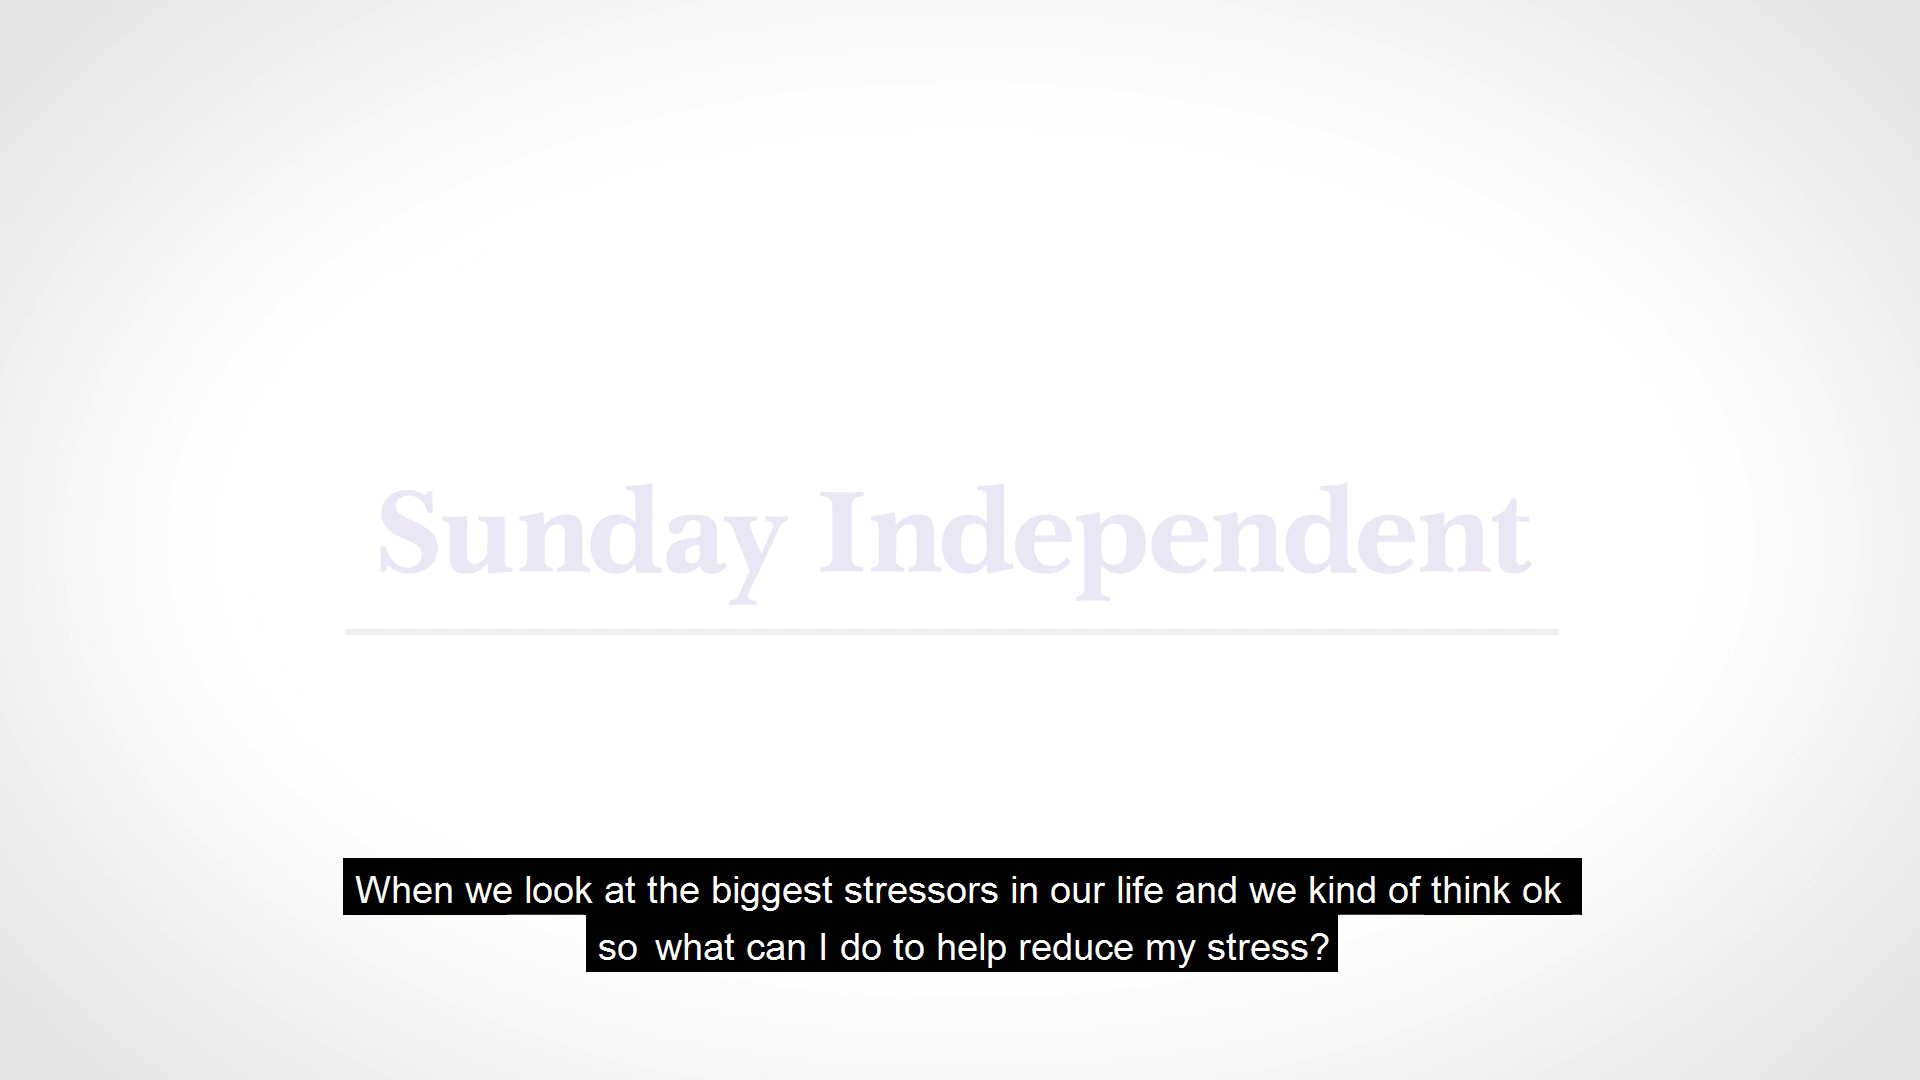 Sunday Independent
When we look at the biggest stressors in our life and we kind of think ok
so what can I do to help reduce my stress?